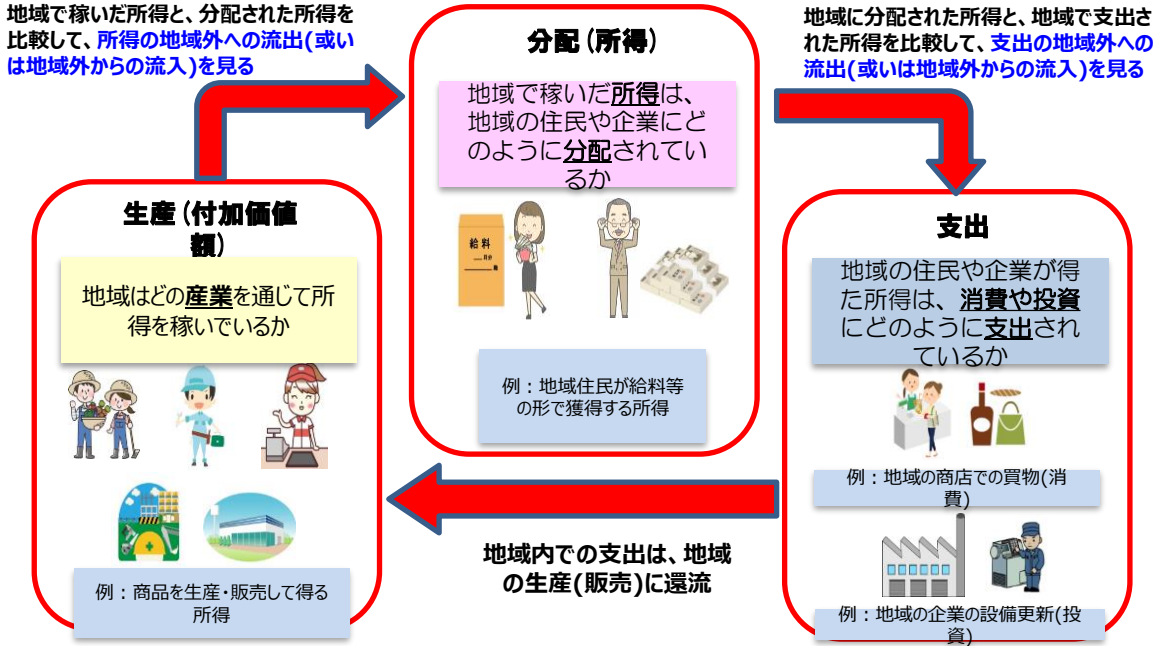 地域で稼いだ所得と、分配された所得を
比較して、所得の地域外への流出(或い
は地域外からの流入)を見る
分配(所得)
地域で稼いだ所得は、
地域の住民や企業にど
のように分配されてい
るか
給料
月分
例：地域住民が給料等
の形で獲得する所得
地域に分配された所得と、地域で支出さ
れた所得を比較して、支出の地域外への
流出(或いは地域外からの流入)を見る
生産(付加価値
額)
地域はどの産業を通じて所
得を稼いでいるか
例：商品を生産・販売して得る
所得
支出
地域の住民や企業が得
た所得は、消費や投資
にどのように支出され
ているか
例：地域の商店での買物(消
費)
例：地域の企業の設備更新(投
資)
地域内での支出は、地域
の生産(販売)に還流